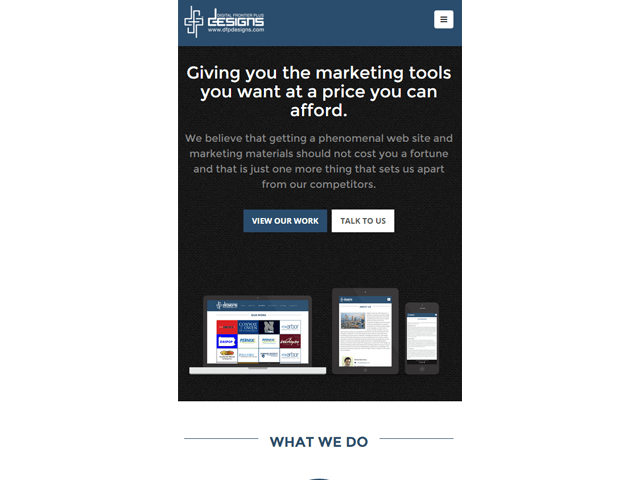 DIGITAL FRONTIER PLUS
DESIGNS
www.dfpdesigns.com
Giving you the marketing tools
you want at a price you can
afford.
We believe that getting a phenomenal web site and
marketing materials should not cost you a fortune
and that is just one more thing that sets us apart
from our competitors.
VIEW OUR WORK
TALK TO US
WHAT WE DO